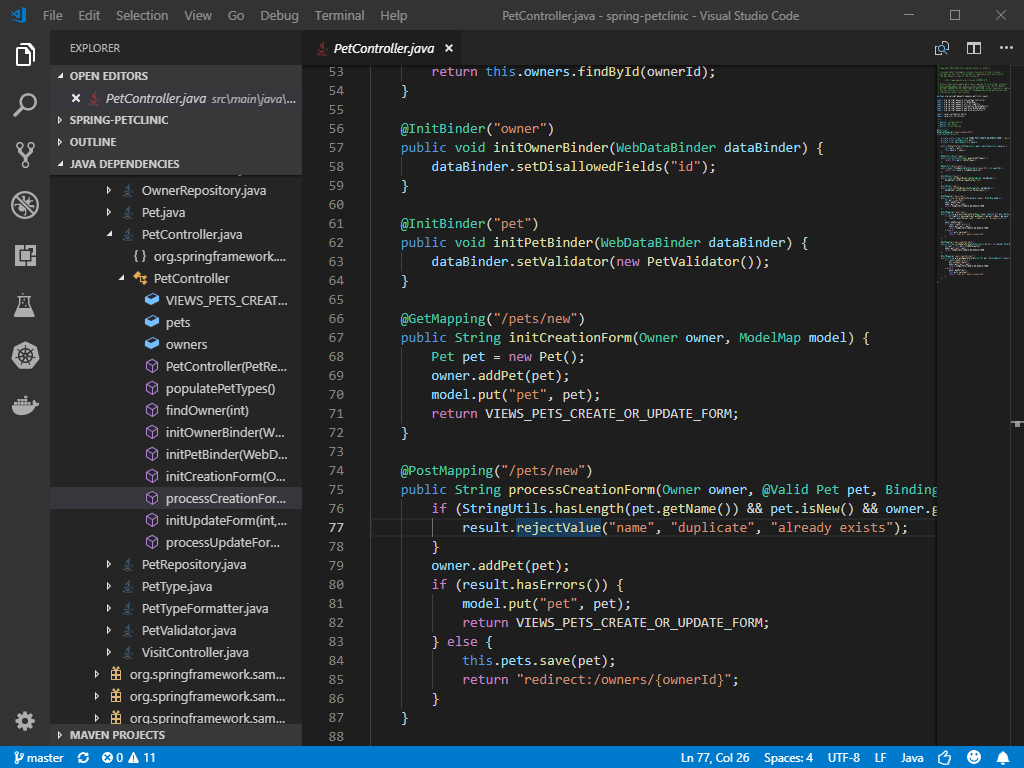 File Edit Selection View Go Debug Terminal Help PetController.java - spring-petclinic - Visual Studio Code
EXPLORER
OPEN EDITORS
PetController.java src\main\java\...
SPRING-PETCLINIC
OUTLINE
JAVA DEPENDENCIES
OwnerRepository.java
Pet.java
PetController.java
{ } org.springframework....
PetController
VIEWS_PETS_CREAT...
pets
owners
PetController(PetRe...
populatePetTypes()
findOwner(int)
initOwnerBinder(W...
initPetBinder(WebD...
initCreationForm(O...
processCreationFor...
initUpdateForm(int,...
processUpdateFor...
PetRepository.java
PetType.java
PetTypeFormatter.java
PetValidator.java
VisitController.java
org.springframework.sam...
org.springframework.sam...
org.springframework.sam...
MAVEN PROJECTS
PetController.java ×
53 return this.owners.findById(ownerId);
54 }
55
56 @InitBinder("owner")
57 public void initOwnerBinder(WebDataBinder dataBinder) {
58 dataBinder.setDisallowedFields("id");
59 }
60
61 @InitBinder("pet")
62 public void initPetBinder(WebDataBinder dataBinder) {
63 dataBinder.setValidator(new PetValidator());
64 }
65
66 @GetMapping("/pets/new")
67 public String initCreationForm(Owner owner, ModelMap model) {
68 Pet pet = new Pet();
69 owner.addPet(pet);
70 model.put("pet", pet);
71 return VIEWS_PETS_CREATE_OR_UPDATE_FORM;
72 }
73
74 @PostMapping("/pets/new")
75 public String processCreationForm(Owner owner, @Valid Pet pet, Binding
76 if (StringUtils.hasLength(pet.getName()) && pet.isNew() && owner.g
77 result.rejectValue("name", "duplicate", "already exists");
78 }
79 owner.addPet(pet);
80 if (result.hasErrors()) {
81 model.put("pet", pet);
82 return VIEWS_PETS_CREATE_OR_UPDATE_FORM;
83 } else {
84 this.pets.save(pet);
85 return "redirect:/owners/{ownerId}";
86 }
87 }
88
master 0 11 Ln 77, Col 26 Spaces: 4 UTF-8 LF Java